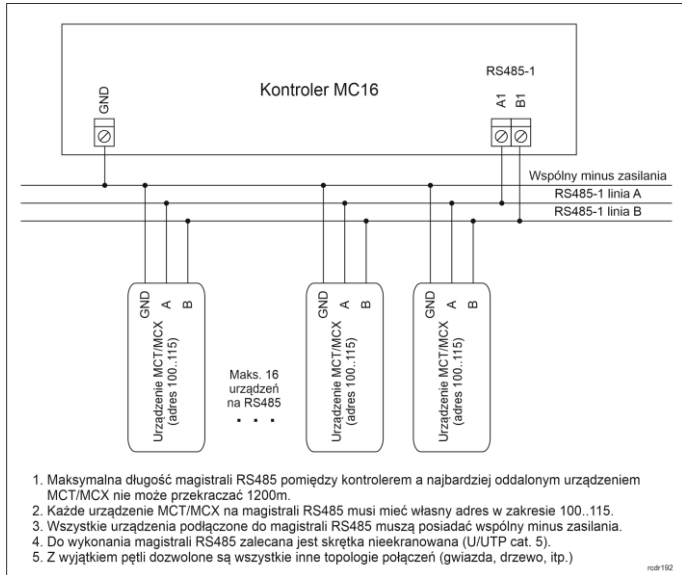 Kontroler MC16
RS485-1
GND
A1
B1
Wspólny minus zasilania
RS485-1 linia A
RS485-1 linia B
GND
A
B
Urządzenie MCT/MCX
(adres 100..115)
Maks. 16
urządzeń
na RS485
. . .
GND
A
B
Urządzenie MCT/MCX
(adres 100..115)
GND
A
B
Urządzenie MCT/MCX
(adres 100..115)
1. Maksymalna długość magistrali RS485 pomiędzy kontrolerem a najbardziej oddalonym urządzeniem
MCT/MCX nie może przekraczać 1200m.
2. Każde urządzenie MCT/MCX na magistrali RS485 musi mieć własny adres w zakresie 100..115.
3. Wszystkie urządzenia podłączone do magistrali RS485 muszą posiadać wspólny minus zasilania.
4. Do wykonania magistrali RS485 zalecana jest skrętka nieekranowana (U/UTP cat. 5).
5. Z wyjątkiem pętli dozwolone są wszystkie inne topologie połączeń (gwiazda, drzewo, itp.)
rcdr192